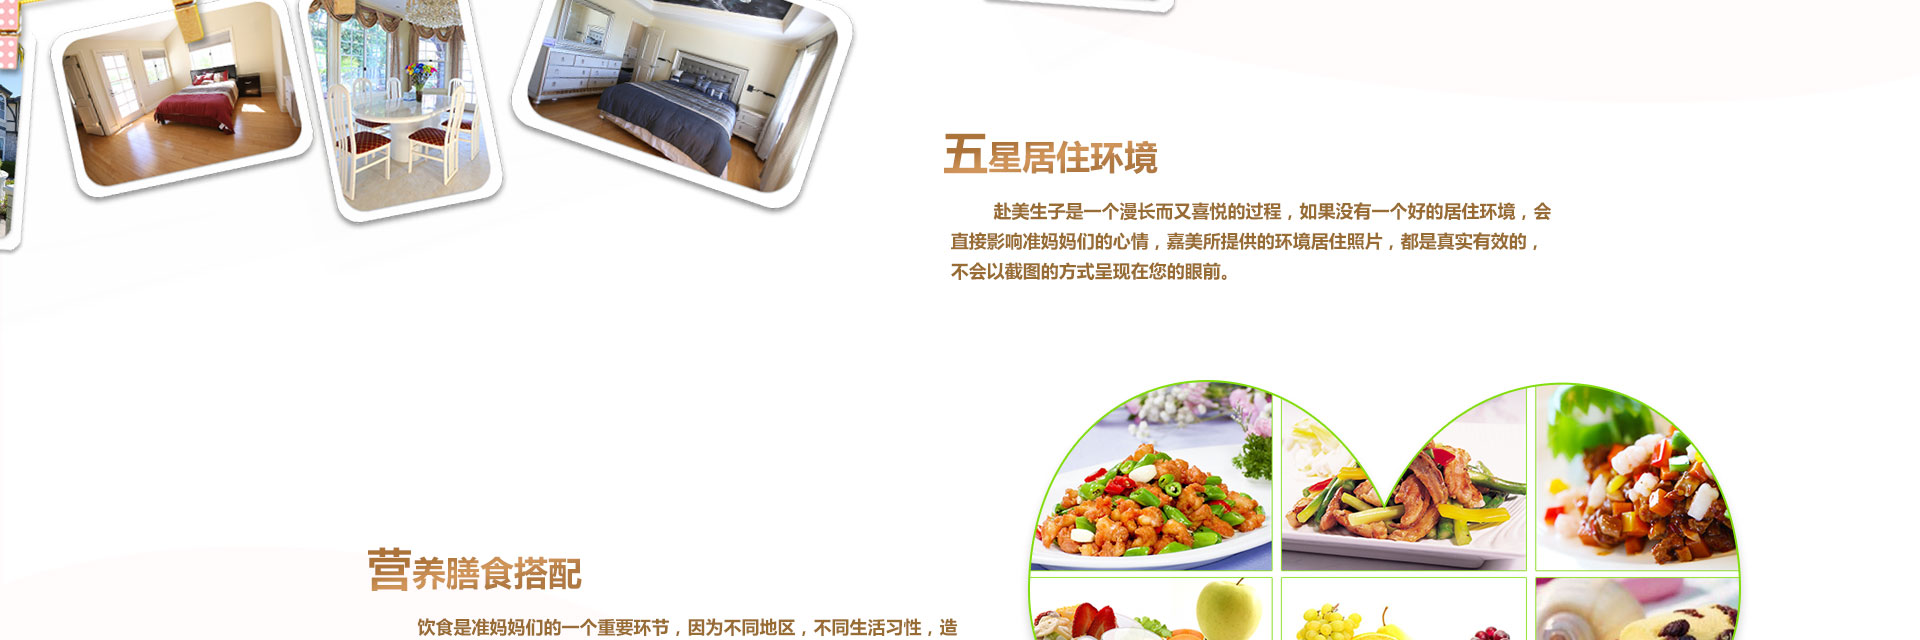 五星居住环境
赴美生子是一个漫长而又喜悦的过程，如果没有一个好的居住环境，会
直接影响准妈妈们的心情，嘉美所提供的环境居住照片，都是真实有效的，
不会以截图的方式呈现在您的眼前。
营养膳食搭配
饮食是准妈妈们的一个重要环节，因为不同地区，不同生活习性，造